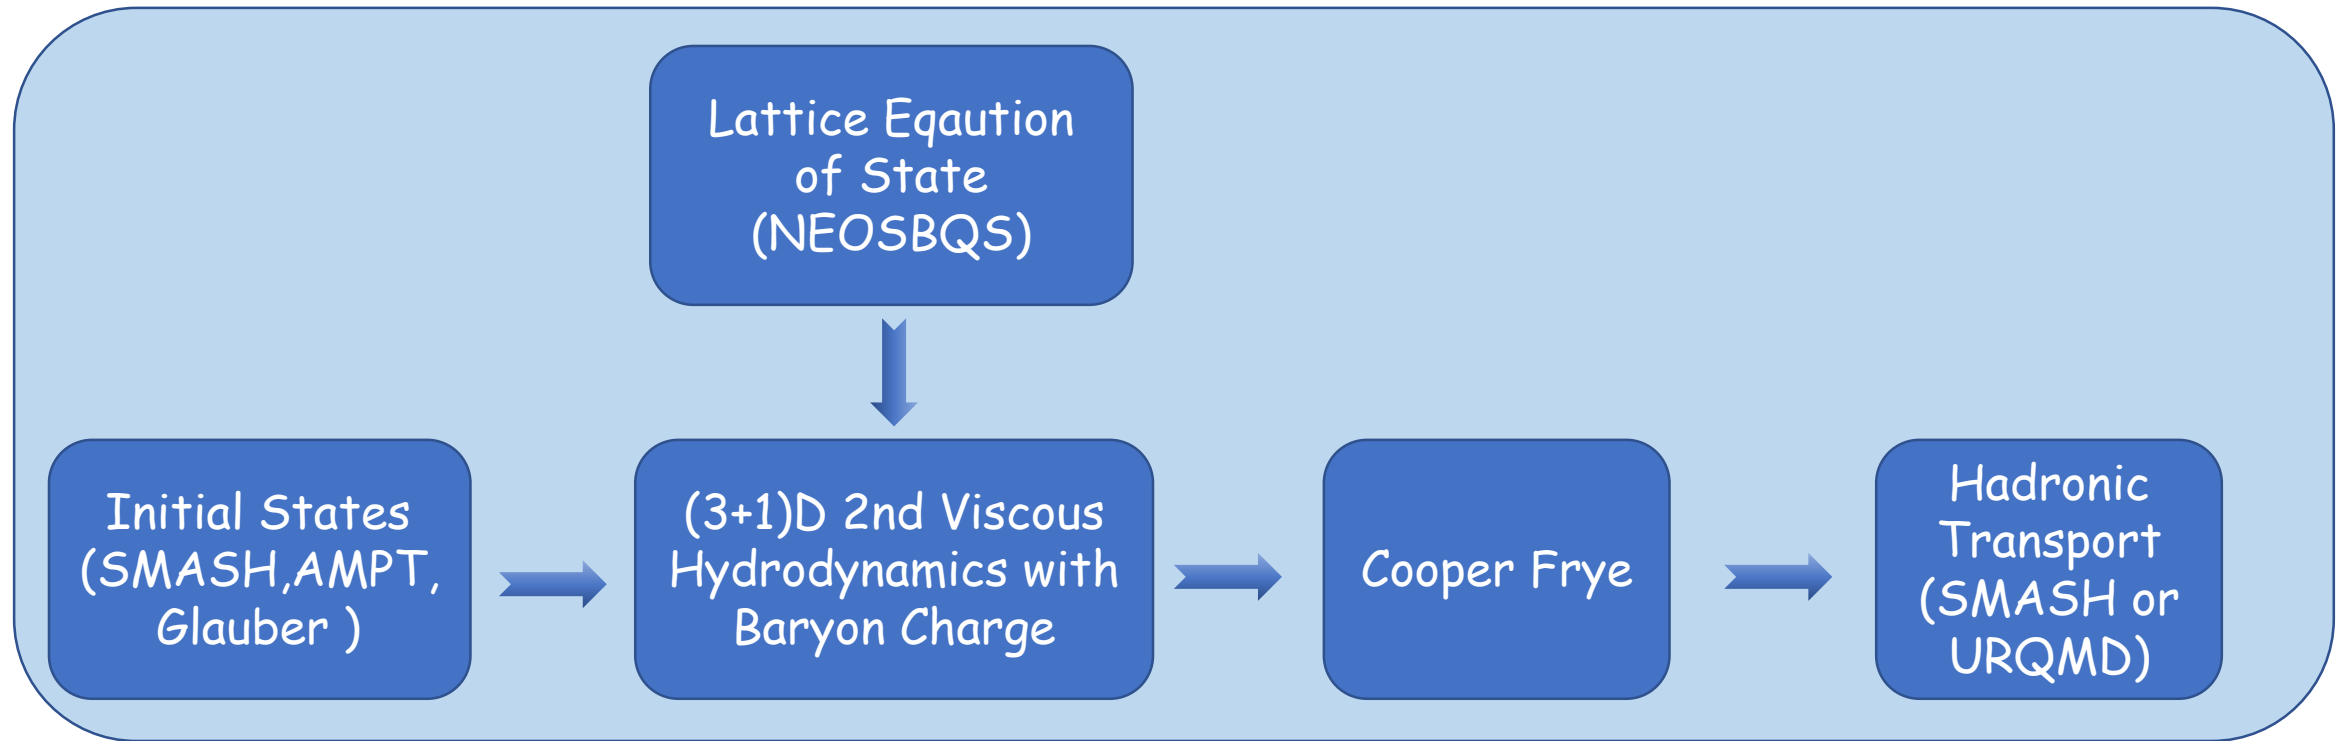 Lattice Eqaution
of State
(NEOSBQS)
Initial States
(SMASH,AMPT,
Glauber )
(3+1)D 2nd Viscous
Hydrodynamics with
Baryon Charge
Cooper Frye
Hadronic
Transport
(SMASH or
URQMD)